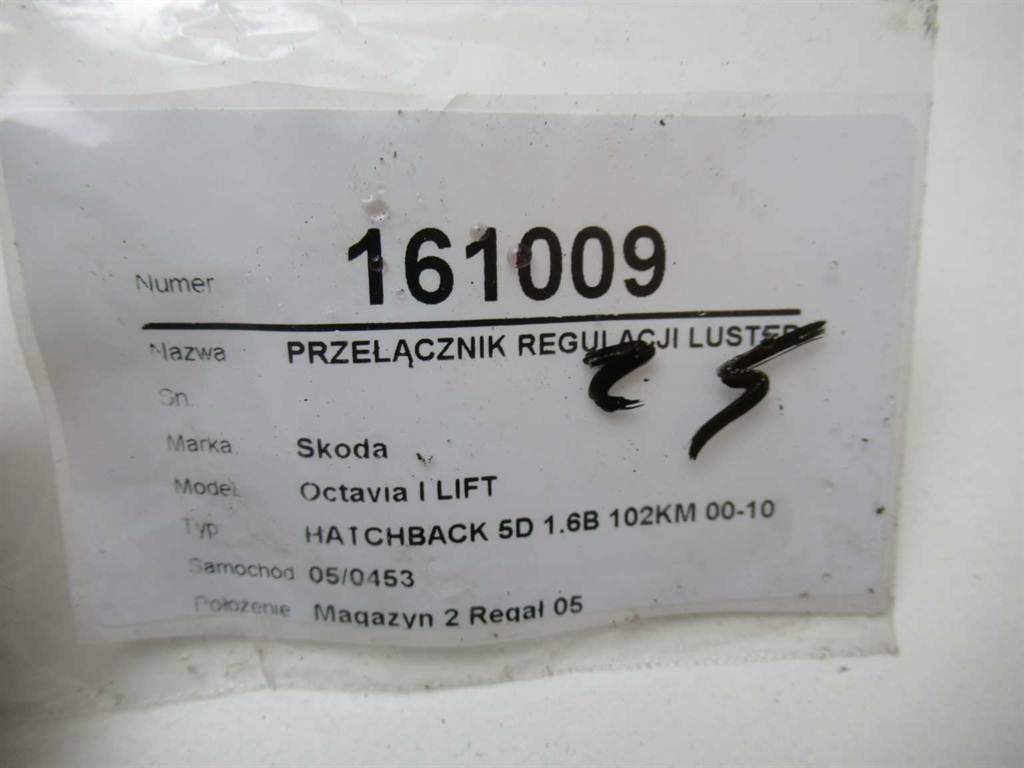 Numer 161009
Nazwa PRZEŁĄCZNIK REGULACJI LUSTER
25
Sn.
Marka Skoda
Model Octavia I LIFT
Typ HATCHBACK 5D 1.6B 102KM 00-10
Samochód 05/0453
Położenie Magazyn 2 Regał 05